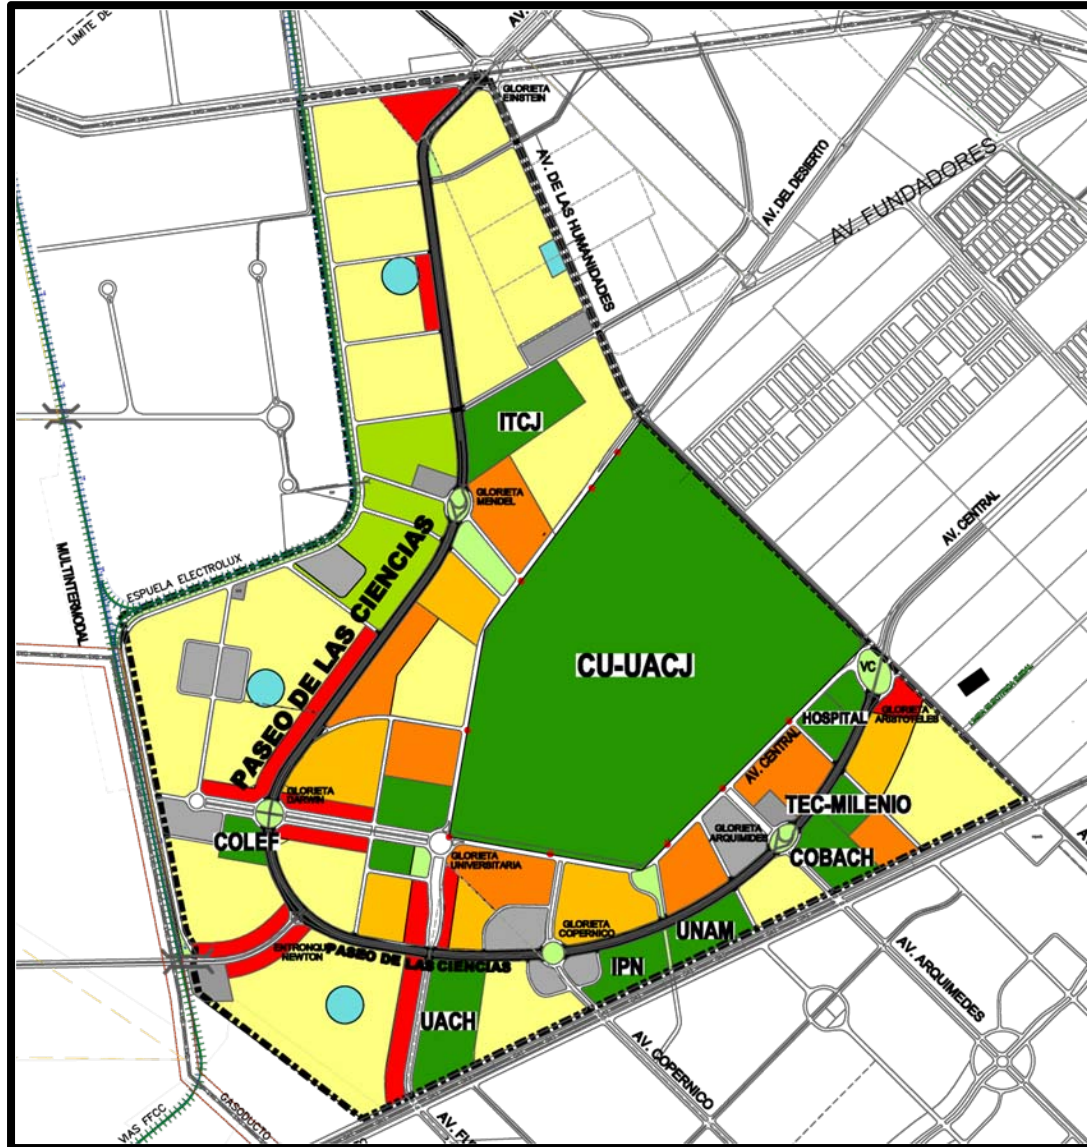 LIMITE DE
AV.
GLORIETA
EINSTEIN
AV. DE LAS HUMANIDADES
AV. DEL DESIERTO
AV. FUNDADORES
ITCJ
GLORIETA
MENDEL
PASEO DE LAS CIENCIAS
ESPUELA ELECTROLUX
MULTINTERMODAL
AV. CENTRAL
CU-UACJ
VC
HOSPITAL
GLORIETA
ARISTOTELES
AV. CENTRAL
TEC-MILENIO
GLORIETA
ARQUIMIDES
COBACH
GLORIETA
DARWIN
COLEF
GLORIETA
UNIVERSITARIA
GLORIETA
COPERNICO
UNAM
IPN
ENTRONQUE
NEWTON
PASEO DE LAS CIENCIAS
UACH
AV. ARQUIMEDES
AV. COPERNICO
GASODUCTO
VIAS FFCC